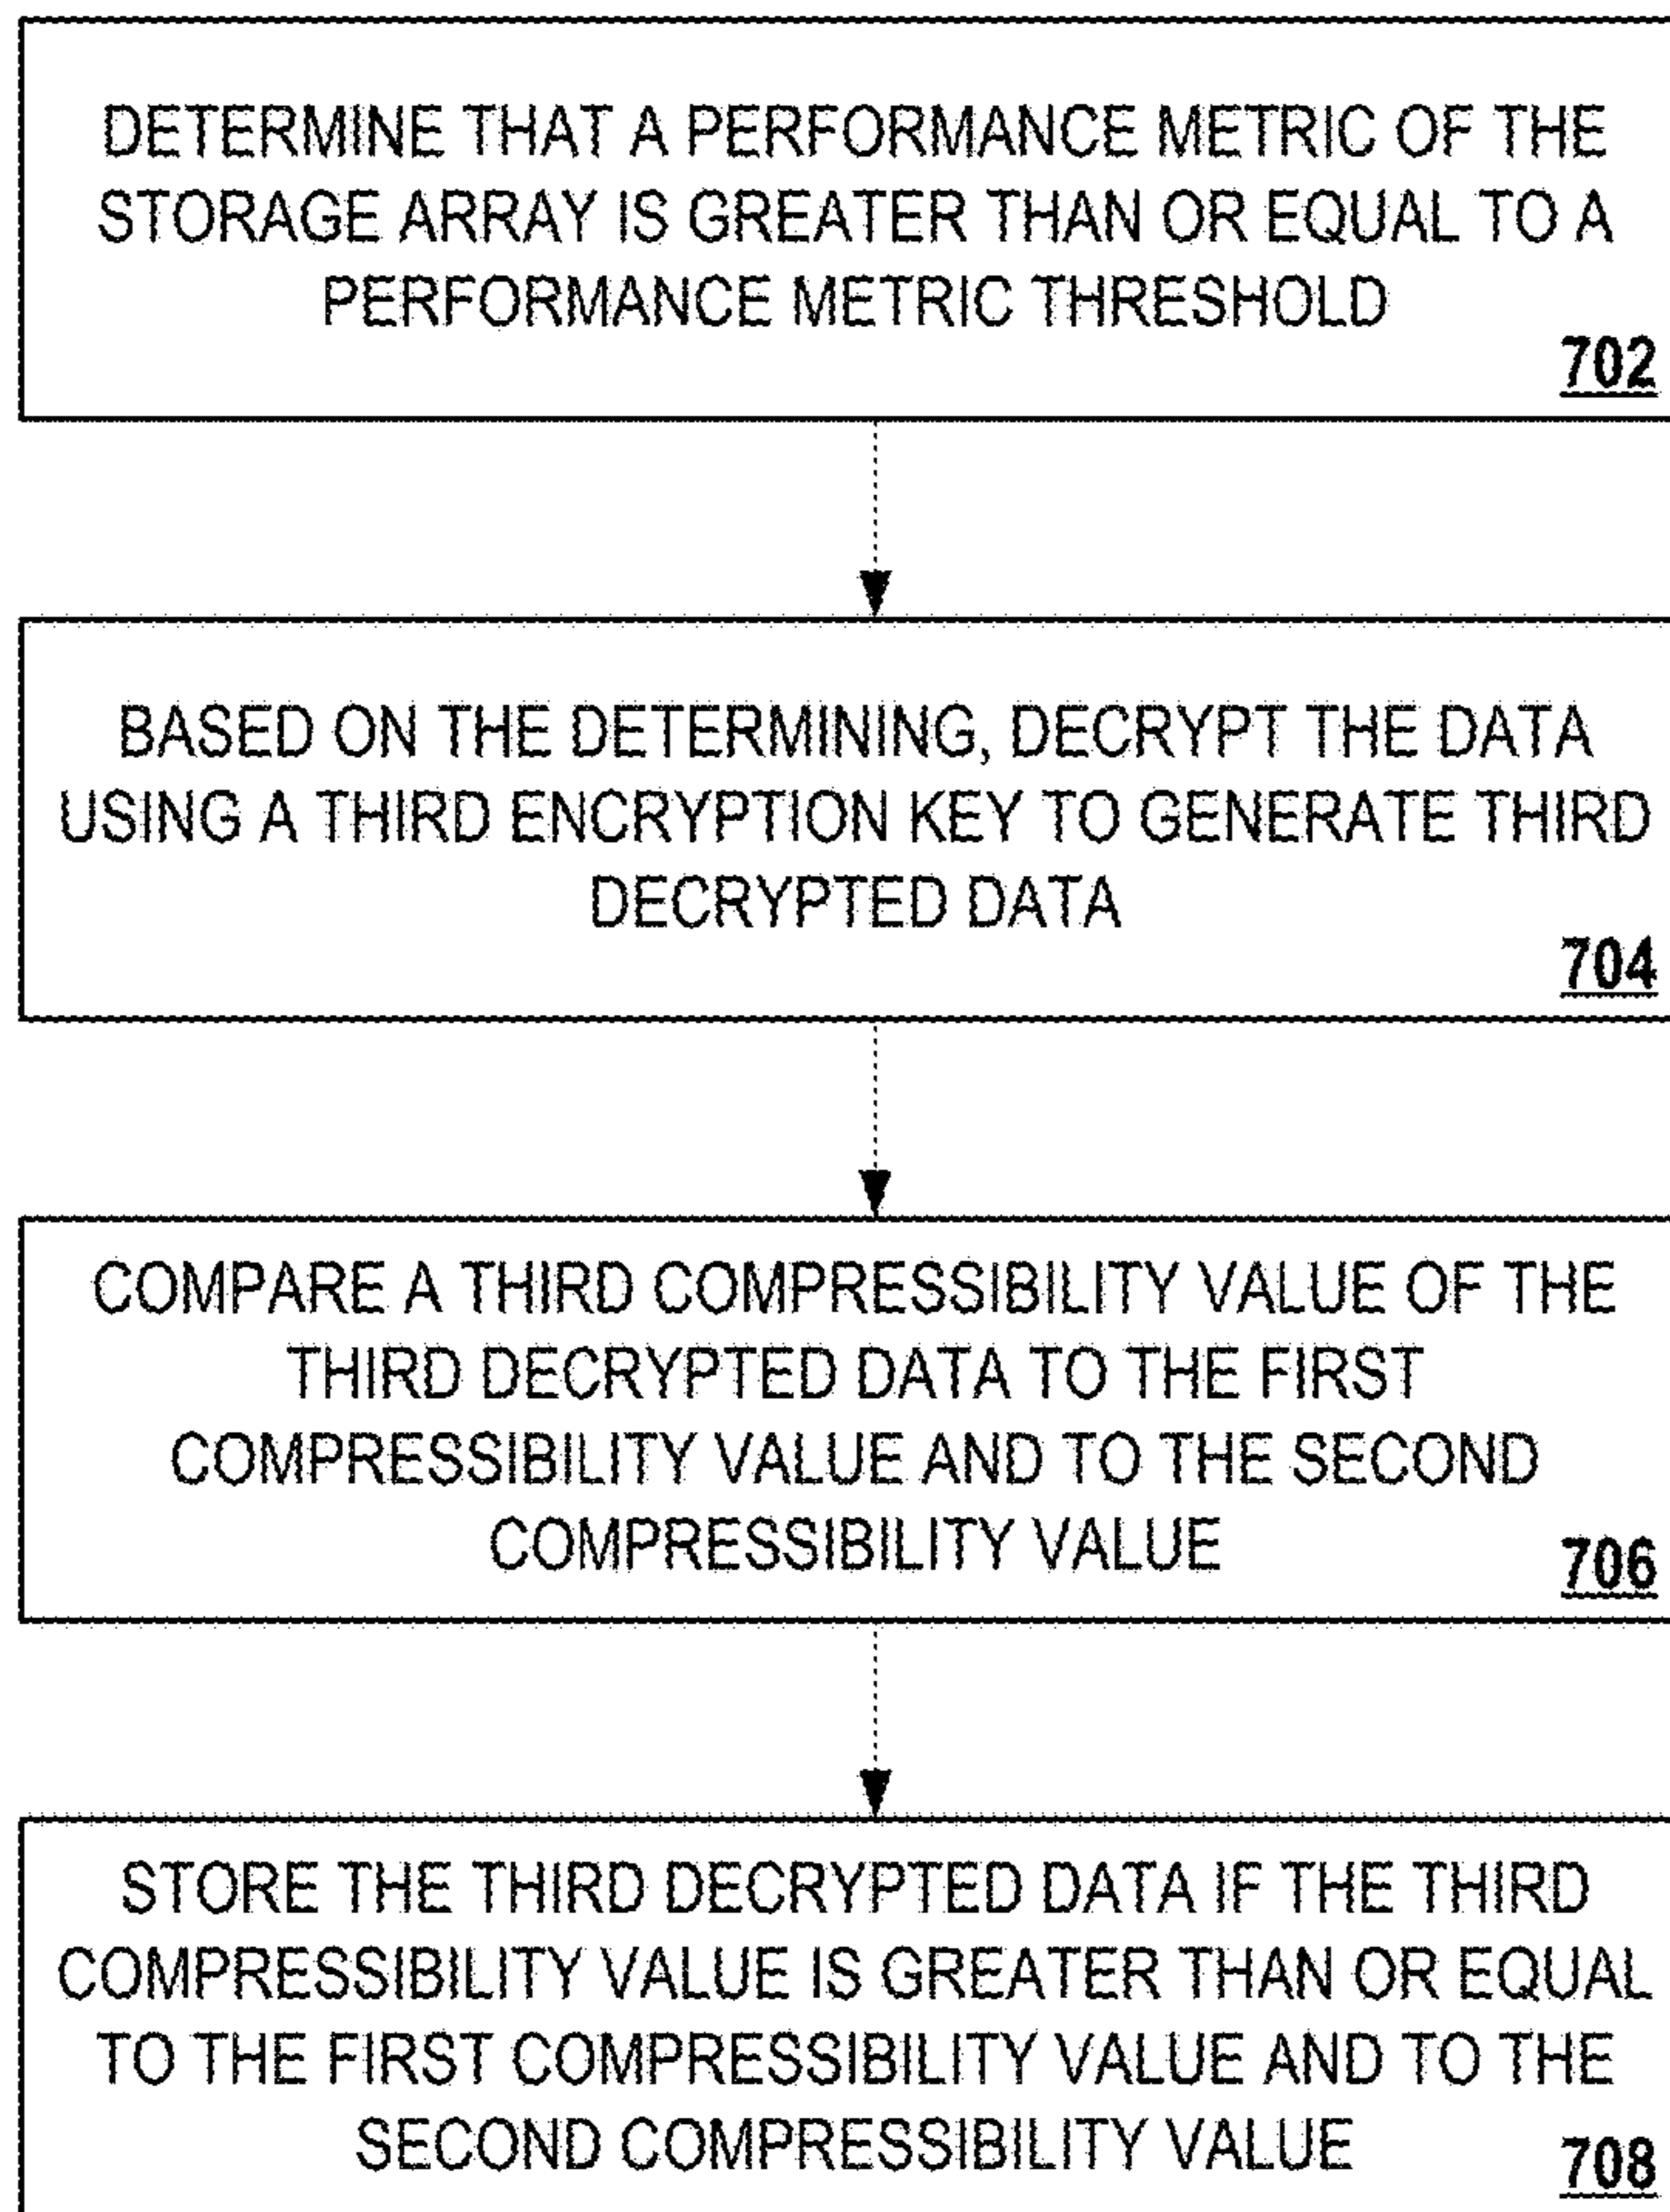 DETERMINE THAT A PERFORMANCE METRIC OF THE
STORAGE ARRAY IS GREATER THAN OR EQUAL TO A
PERFORMANCE METRIC THRESHOLD
702
BASED ON THE DETERMINING, DECRYPT THE DATA
USING A THIRD ENCRYPTION KEY TO GENERATE THIRD
DECRYPTED DATA
704
COMPARE A THIRD COMPRESSIBILITY VALUE OF THE
THIRD DECRYPTED DATA TO THE FIRST
COMPRESSIBILITY VALUE AND TO THE SECOND
COMPRESSIBILITY VALUE
706
STORE THE THIRD DECRYPTED DATA IF THE THIRD
COMPRESSIBILITY VALUE IS GREATER THAN OR EQUAL
TO THE FIRST COMPRESSIBILITY VALUE AND TO THE
SECOND COMPRESSIBILITY VALUE
708